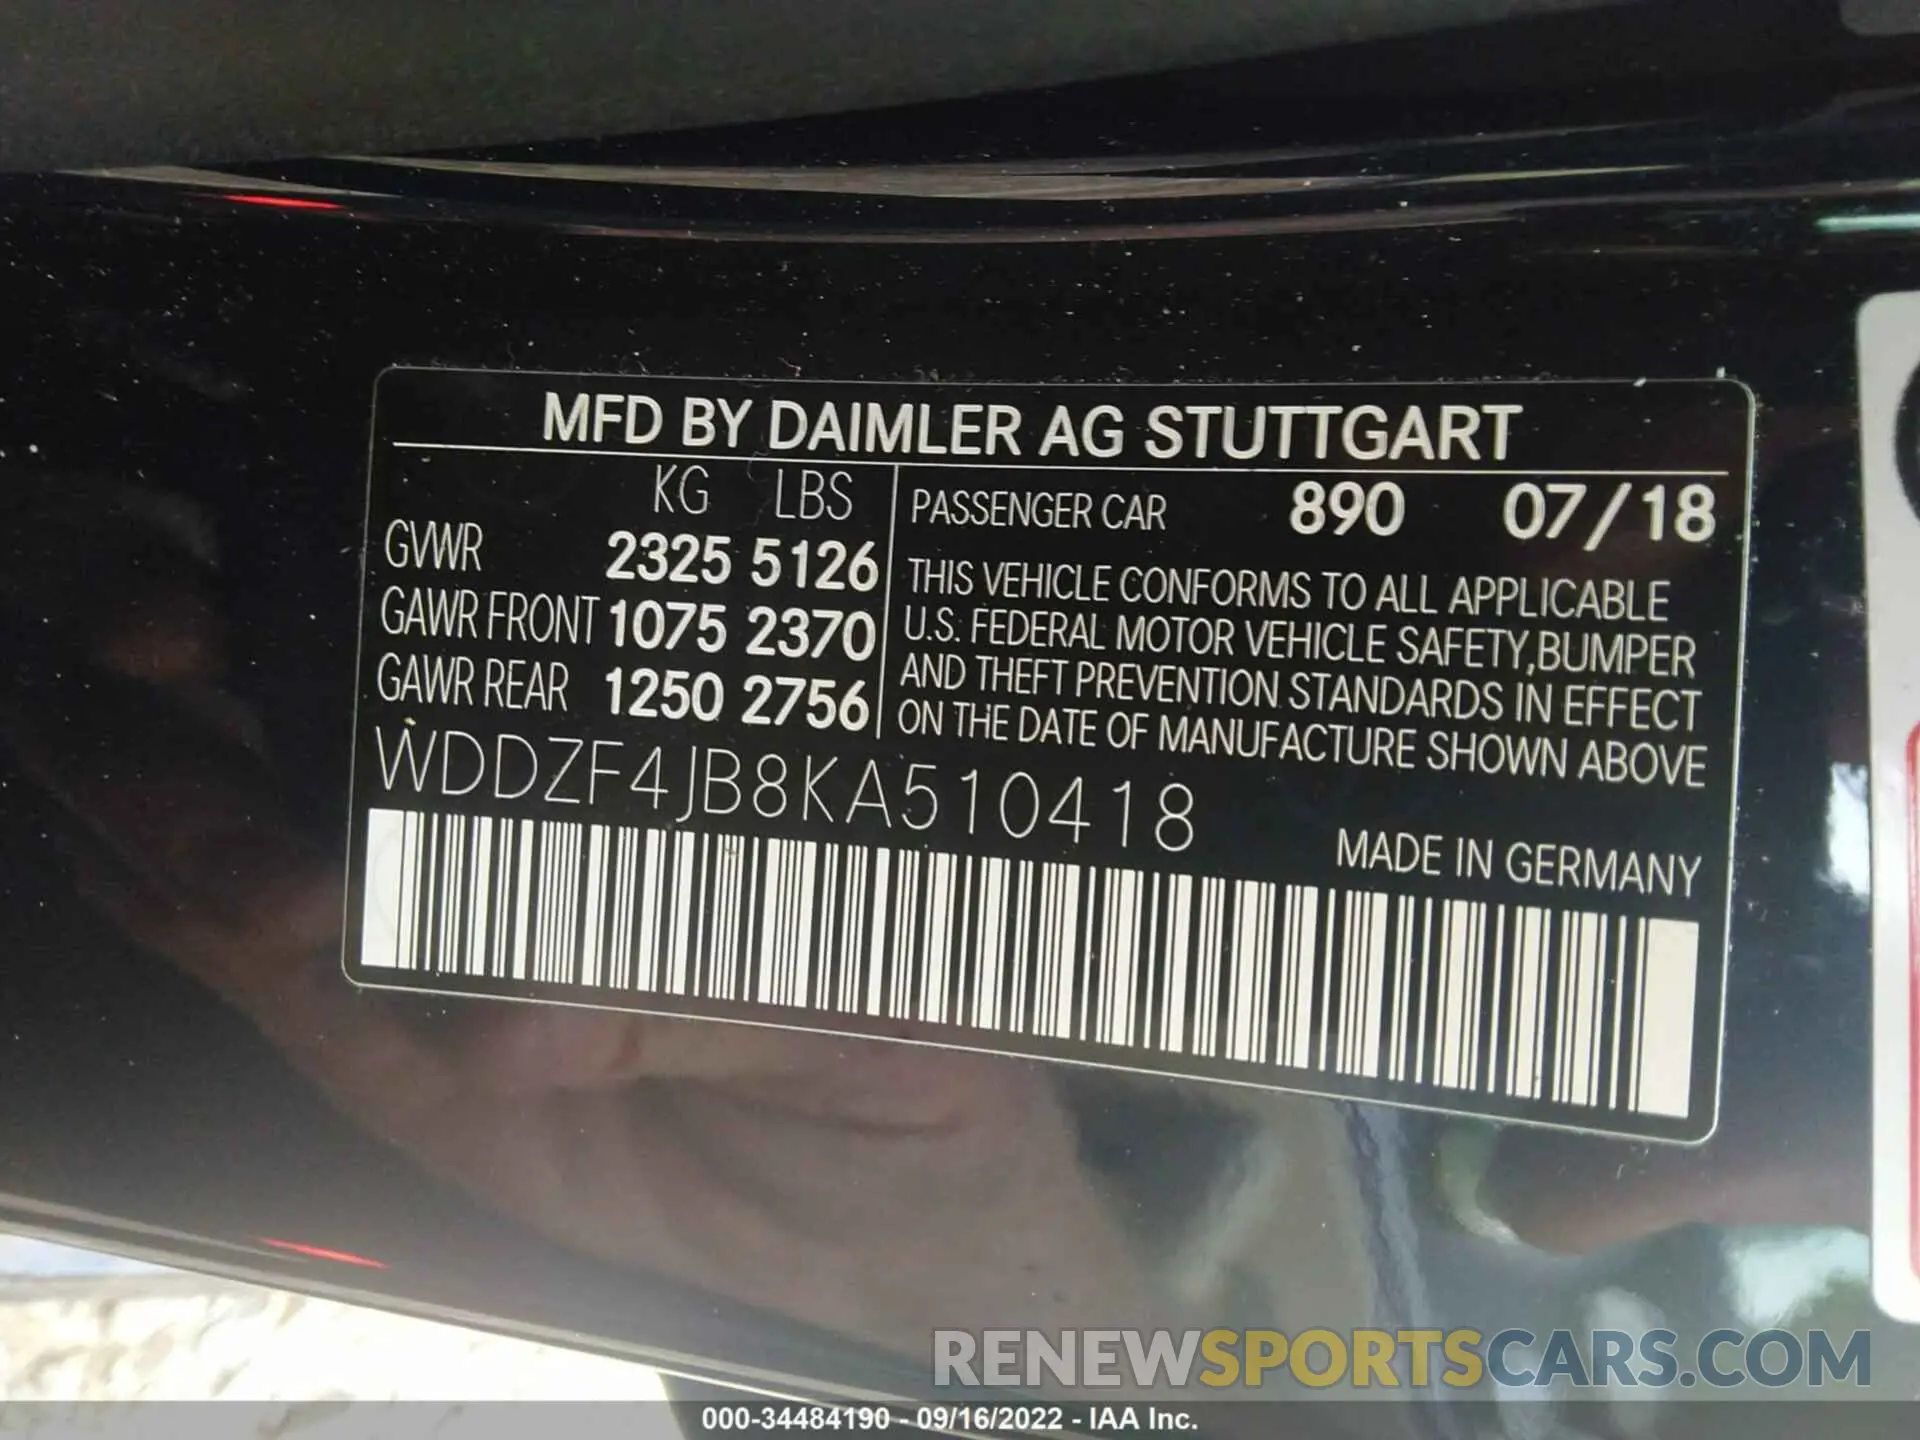 MFD BY DAIMLER AG STUTTGART
KG LBS
GVWR 2325 5126
GAWR FRONT 1075 2370
GAWR REAR 1250 2756
PASSENGER CAR 890 07/18
THIS VEHICLE CONFORMS TO ALL APPLICABLE
U.S. FEDERAL MOTOR VEHICLE SAFETY,BUMPER
AND THEFT PREVENTION STANDARDS IN EFFECT
ON THE DATE OF MANUFACTURE SHOWN ABOVE
WDDZF4JB8KA510418
MADE IN GERMANY
RENEWSPORTSCARS.COM
000-34484190 - 09/16/2022 - IAA Inc.